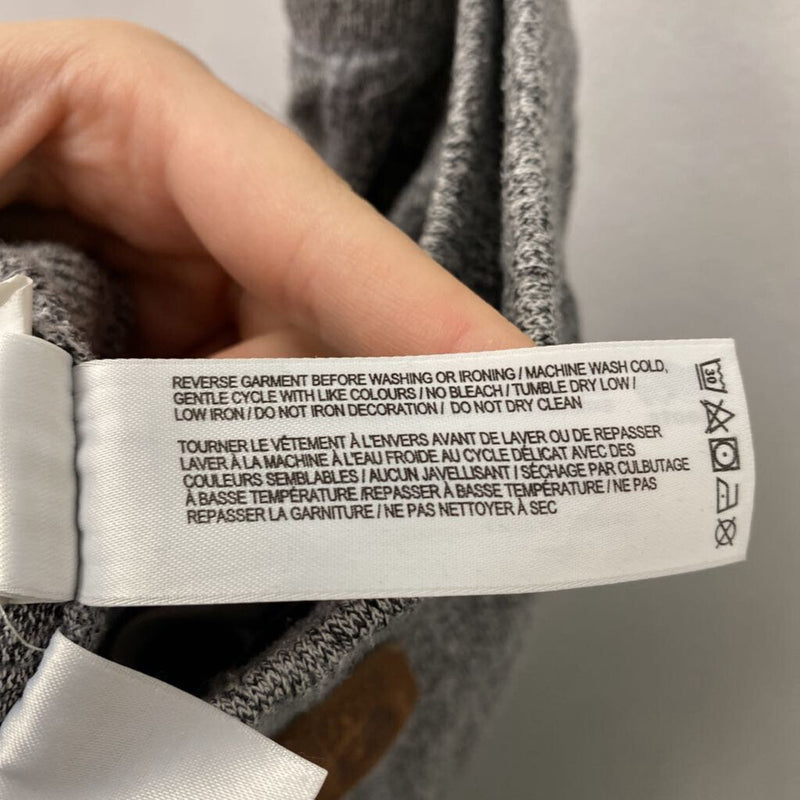 REVERSE GARMENT BEFORE WASHING OR IRONING / MACHINE WASH COLD,
GENTLE CYCLE WITH LIKE COLOURS / NO BLEACH / TUMBLE DRY LOW /
LOW IRON / DO NOT IRON DECORATION / DO NOT DRY CLEAN
TOURNER LE VÊTEMENT À L'ENVERS AVANT DE LAVER OU DE REPASSER
LAVER À LA MACHINE À L'EAU FROIDE AU CYCLE DÉLICAT AVEC DES
COULEURS SEMBLABLES / AUCUN JAVELLISANT / SÉCHAGE PAR CULBUTAGE
À BASSE TEMPÉRATURE /REPASSER À BASSE TEMPÉRATURE / NE PAS
REPASSER LA GARNITURE / NE PAS NETTOYER À SEC
30